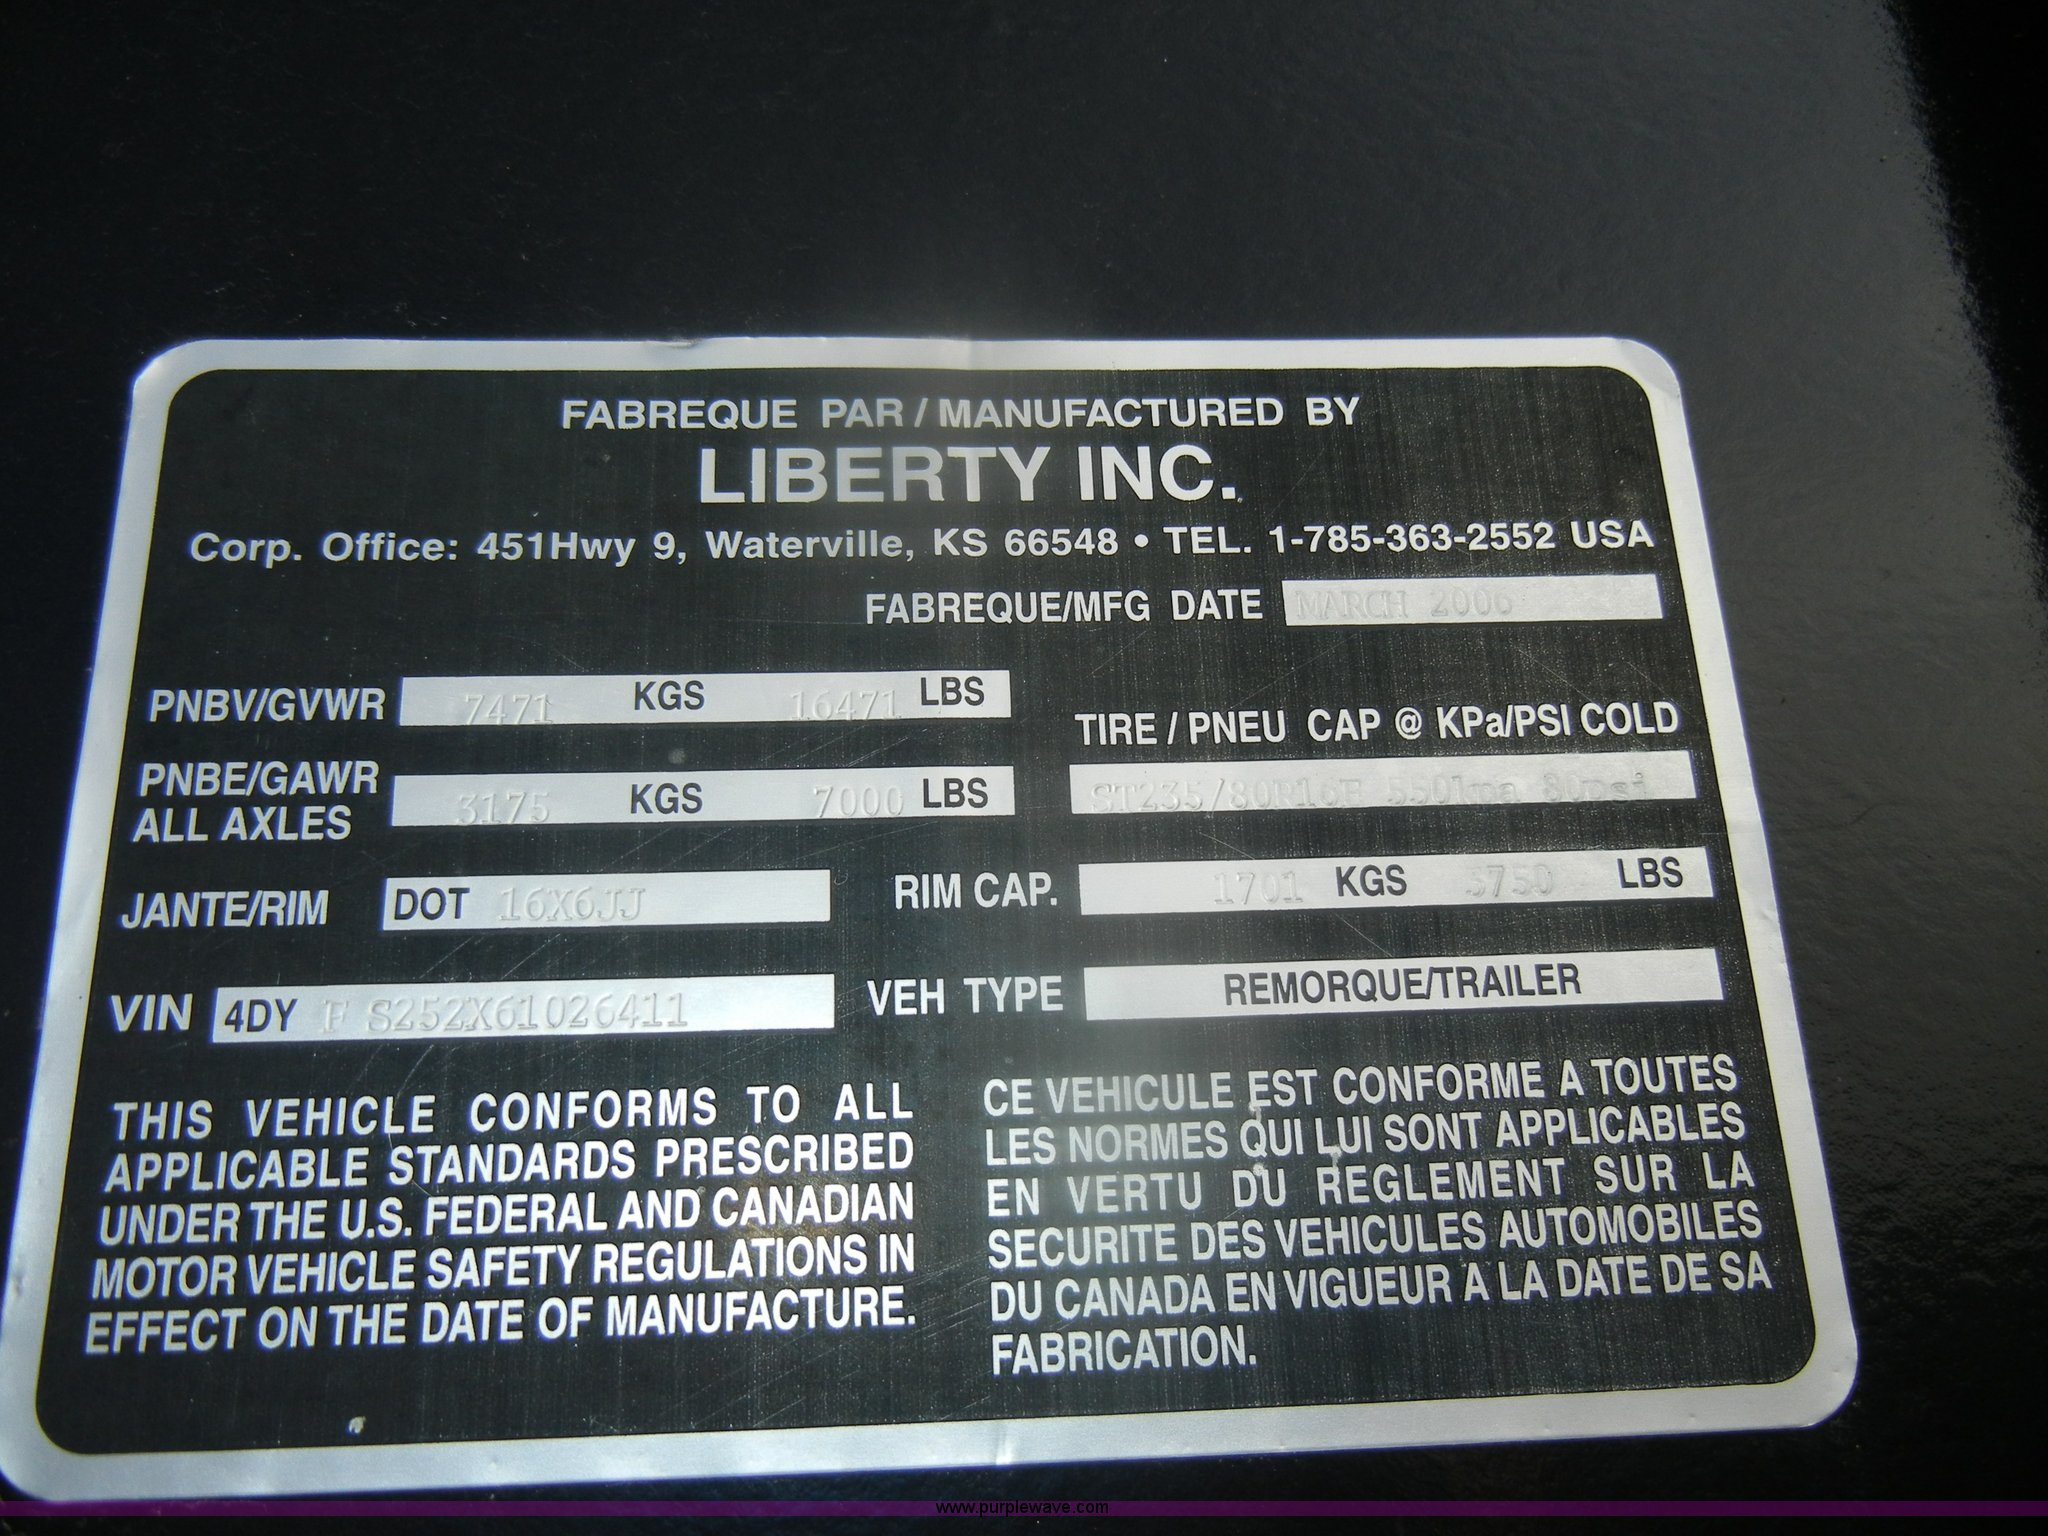 FABREQUE PAR / MANUFACTURED BY
LIBERTY INC.
Corp. Office: 451Hwy 9, Waterville, KS 66548 • TEL. 1-785-363-2552 USA
FABREQUE/MFG DATE MARCH 2006
PNBV/GVWR 7471 KGS 16471 LBS
TIRE / PNEU CAP @ KPa/PSI COLD
PNBE/GAWR
ALL AXLES 3175 KGS 7000 LBS
ST235/80R16E 550kpa 80psi
JANTE/RIM DOT 16X6JJ
RIM CAP. 1701 KGS 3750 LBS
VIN 4DY F S252X61026411
VEH TYPE REMORQUE/TRAILER
THIS VEHICLE CONFORMS TO ALL
APPLICABLE STANDARDS PRESCRIBED
UNDER THE U.S. FEDERAL AND CANADIAN
MOTOR VEHICLE SAFETY REGULATIONS IN
EFFECT ON THE DATE OF MANUFACTURE.
CE VEHICULE EST CONFORME A TOUTES
LES NORMES QUI LUI SONT APPLICABLES
EN VERTU DU REGLEMENT SUR LA
SECURITE DES VEHICULES AUTOMOBILES
DU CANADA EN VIGUEUR A LA DATE DE SA
FABRICATION.
www.purplewave.com